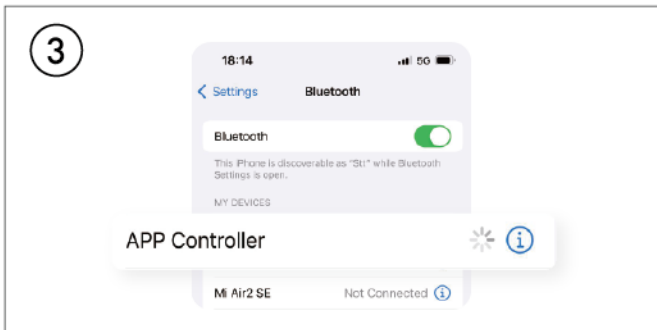 3
18:14 5G
Settings Bluetooth
Bluetooth
This iPhone is discoverable as "Stt" while Bluetooth
Settings is open.
MY DEVICES
APP Controller
Mi Air2 SE Not Connected